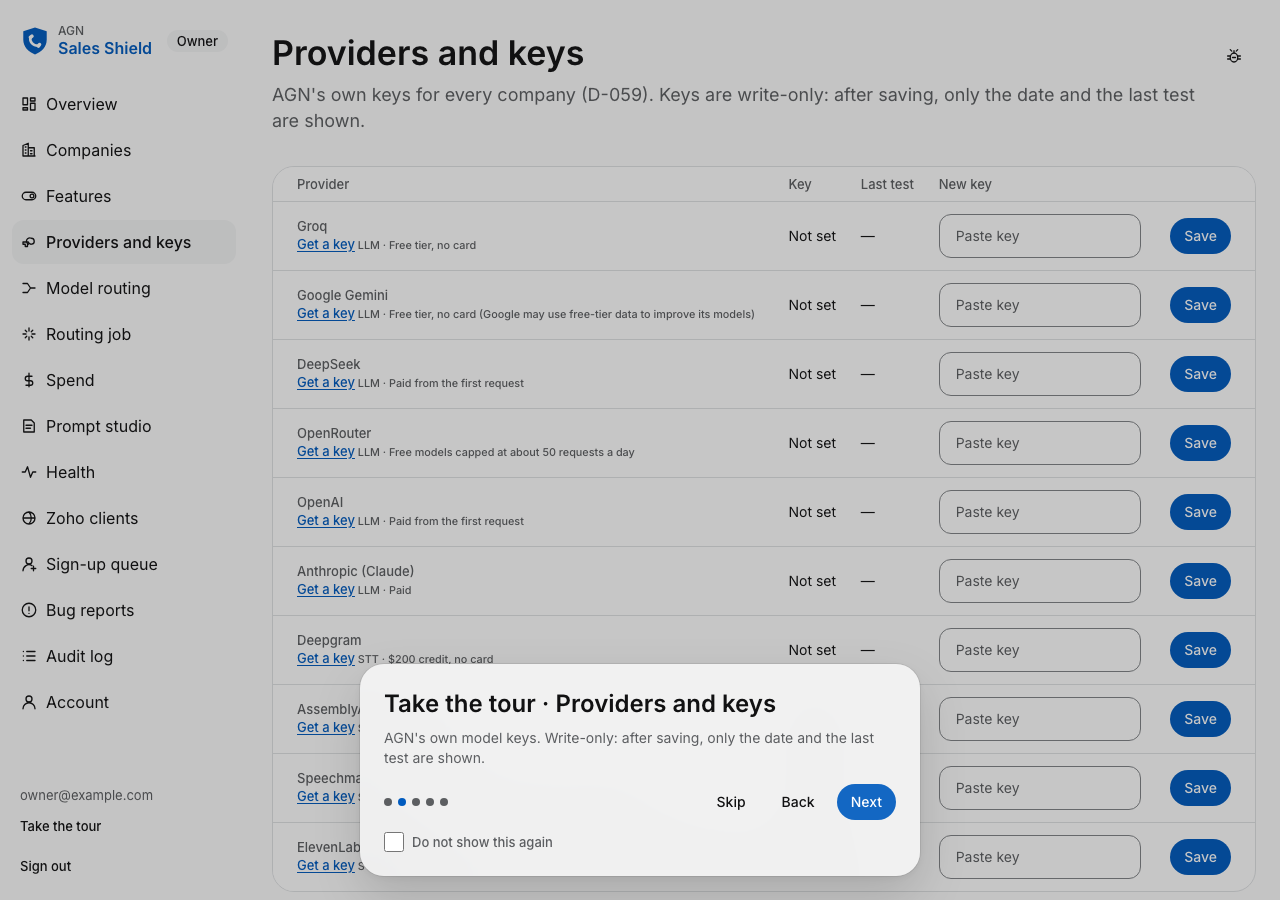 AGN
Sales Shield
Owner
Overview
Companies
Features
Providers and keys
Model routing
Routing job
Spend
Prompt studio
Health
Zoho clients
Sign-up queue
Bug reports
Audit log
Account
owner@example.com
Take the tour
Sign out
Providers and keys
AGN's own keys for every company (D-059). Keys are write-only: after saving, only the date and the last test
are shown.
Provider Key Last test New key
Groq
Get a key LLM · Free tier, no card Not set — Paste key Save
Google Gemini
Get a key LLM · Free tier, no card (Google may use free-tier data to improve its models) Not set — Paste key Save
DeepSeek
Get a key LLM · Paid from the first request Not set — Paste key Save
OpenRouter
Get a key LLM · Free models capped at about 50 requests a day Not set — Paste key Save
OpenAI
Get a key LLM · Paid from the first request Not set — Paste key Save
Anthropic (Claude)
Get a key LLM · Paid Not set — Paste key Save
Deepgram
Get a key STT · $200 credit, no card Not set — Paste key Save
Get a key Paste key Save
Get a key Paste key Save
Get a key Paste key Save
Take the tour · Providers and keys
AGN's own model keys. Write-only: after saving, only the date and the last
test are shown.
Skip Back Next
Do not show this again